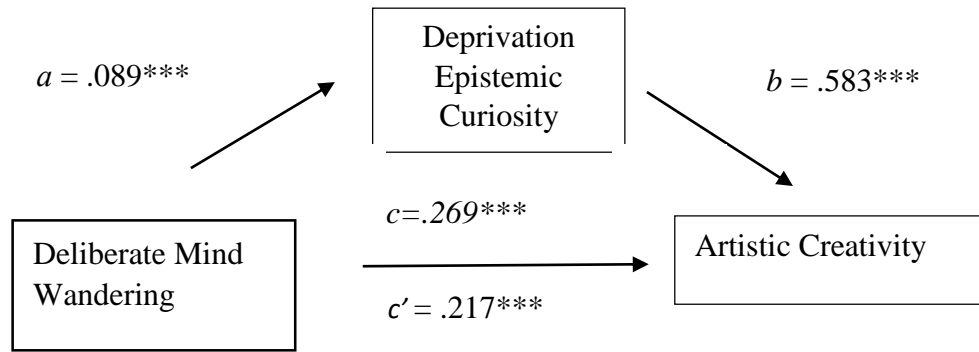 Deprivation
Epistemic
Curiosity
a = .089***
b = .583***
c=.269***
Deliberate Mind
Wandering
Artistic Creativity
c′ = .217***